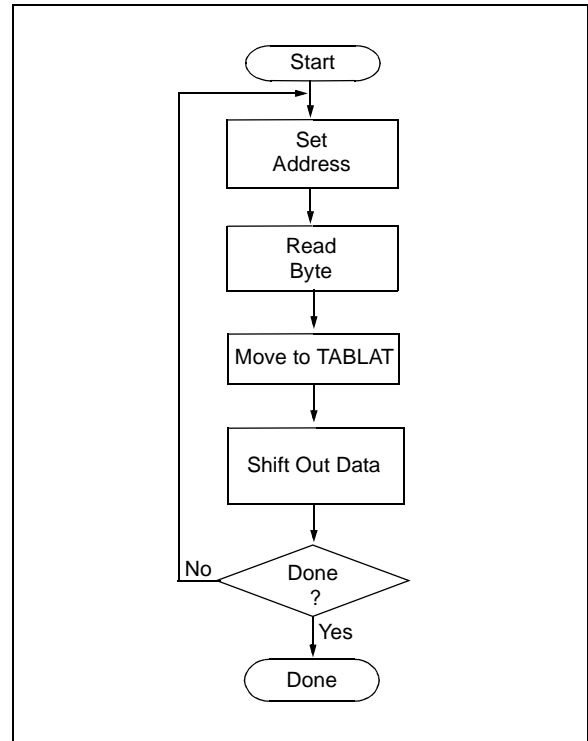 Start
Set
Address
Read
Byte
Move to TABLAT
Shift Out Data
No
Done
?
Yes
Done